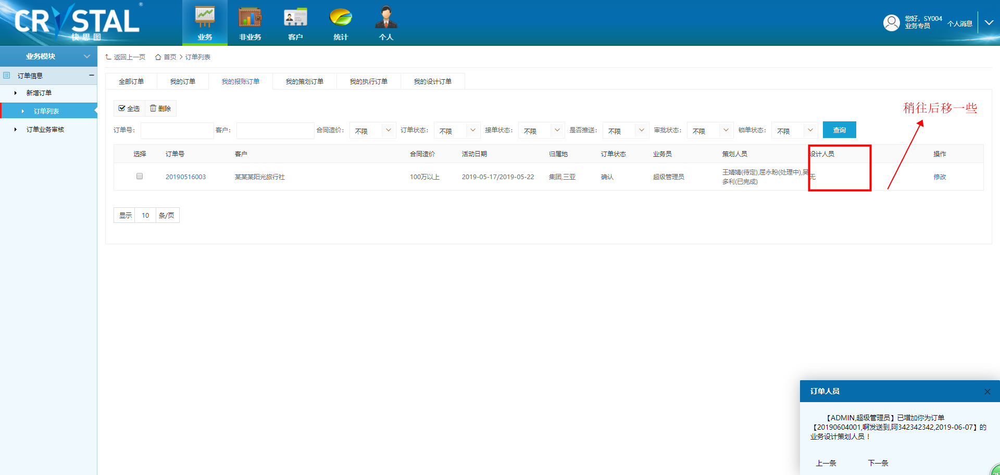 CRYSTAL ®
快思图
业务
非业务
客户
统计
个人
您好，SY004
业务专员
个人消息
业务模块
订单信息
新增订单
订单列表
订单业务审核
返回上一页 首页 > 订单列表
全部订单 我的订单 我的报账订单 我的策划订单 我的执行订单 我的设计订单
全选 删除
稍往后移一些
订单号： 客户： 合同造价： 不限 订单状态： 不限 接单状态： 不限 是否推送： 不限 审批状态： 不限 锁单状态： 不限 查询
选择 订单号 客户 合同造价 活动日期 归属地 订单状态 业务员 策划人员 设计人员 操作
20190516003 某某某阳光旅行社 100万以上 2019-05-17/2019-05-22 集团,三亚 确认 超级管理员 王婧婧(待定),屈永盼(处理中),吴多利(已完成) 无 修改
显示 10 条/页
订单人员
【ADMIN,超级管理员】已增加你为订单
【20190604001,啊发送到,阿342342342,2019-06-07】的
业务设计策划人员！
上一条 下一条